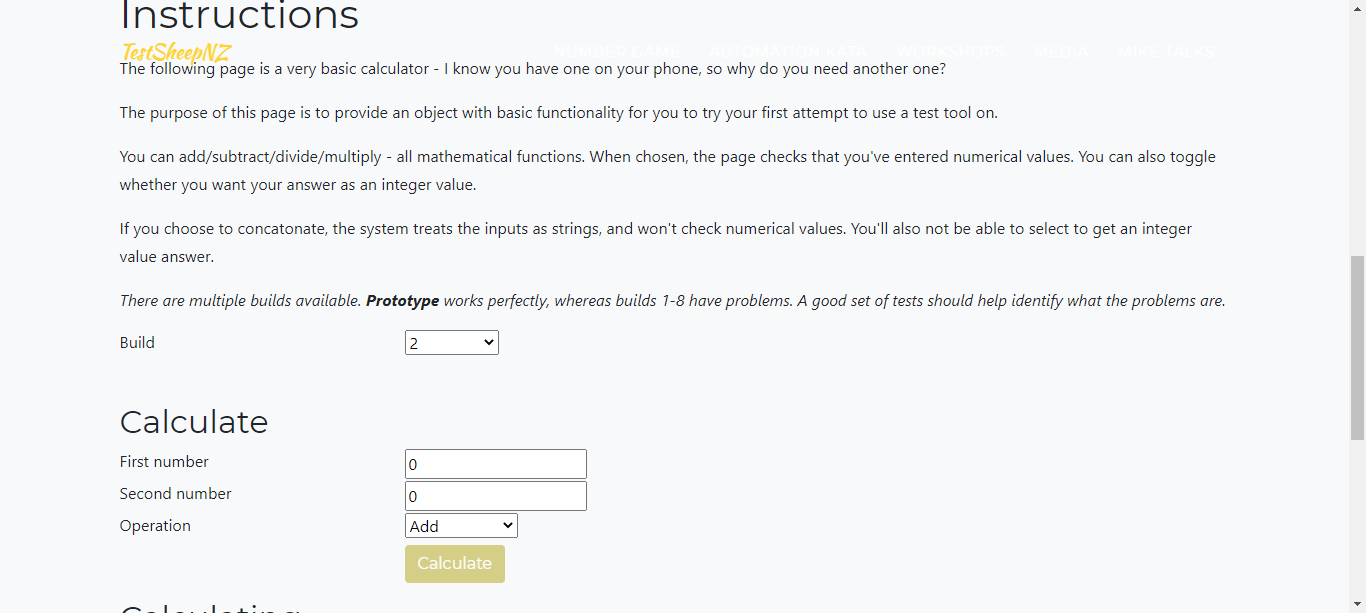 Instructions
TestSheepNZ
NUMBER GAME AUTOMATION KATA WORKSHOPS MEDIA MIKE TALKS
The following page is a very basic calculator - I know you have one on your phone, so why do you need another one?
The purpose of this page is to provide an object with basic functionality for you to try your first attempt to use a test tool on.
You can add/subtract/divide/multiply - all mathematical functions. When chosen, the page checks that you've entered numerical values. You can also toggle
whether you want your answer as an integer value.
If you choose to concatonate, the system treats the inputs as strings, and won't check numerical values. You'll also not be able to select to get an integer
value answer.
There are multiple builds available. Prototype works perfectly, whereas builds 1-8 have problems. A good set of tests should help identify what the problems are.
Build 2
Calculate
First number 0
Second number 0
Operation Add
Calculate
Calculating